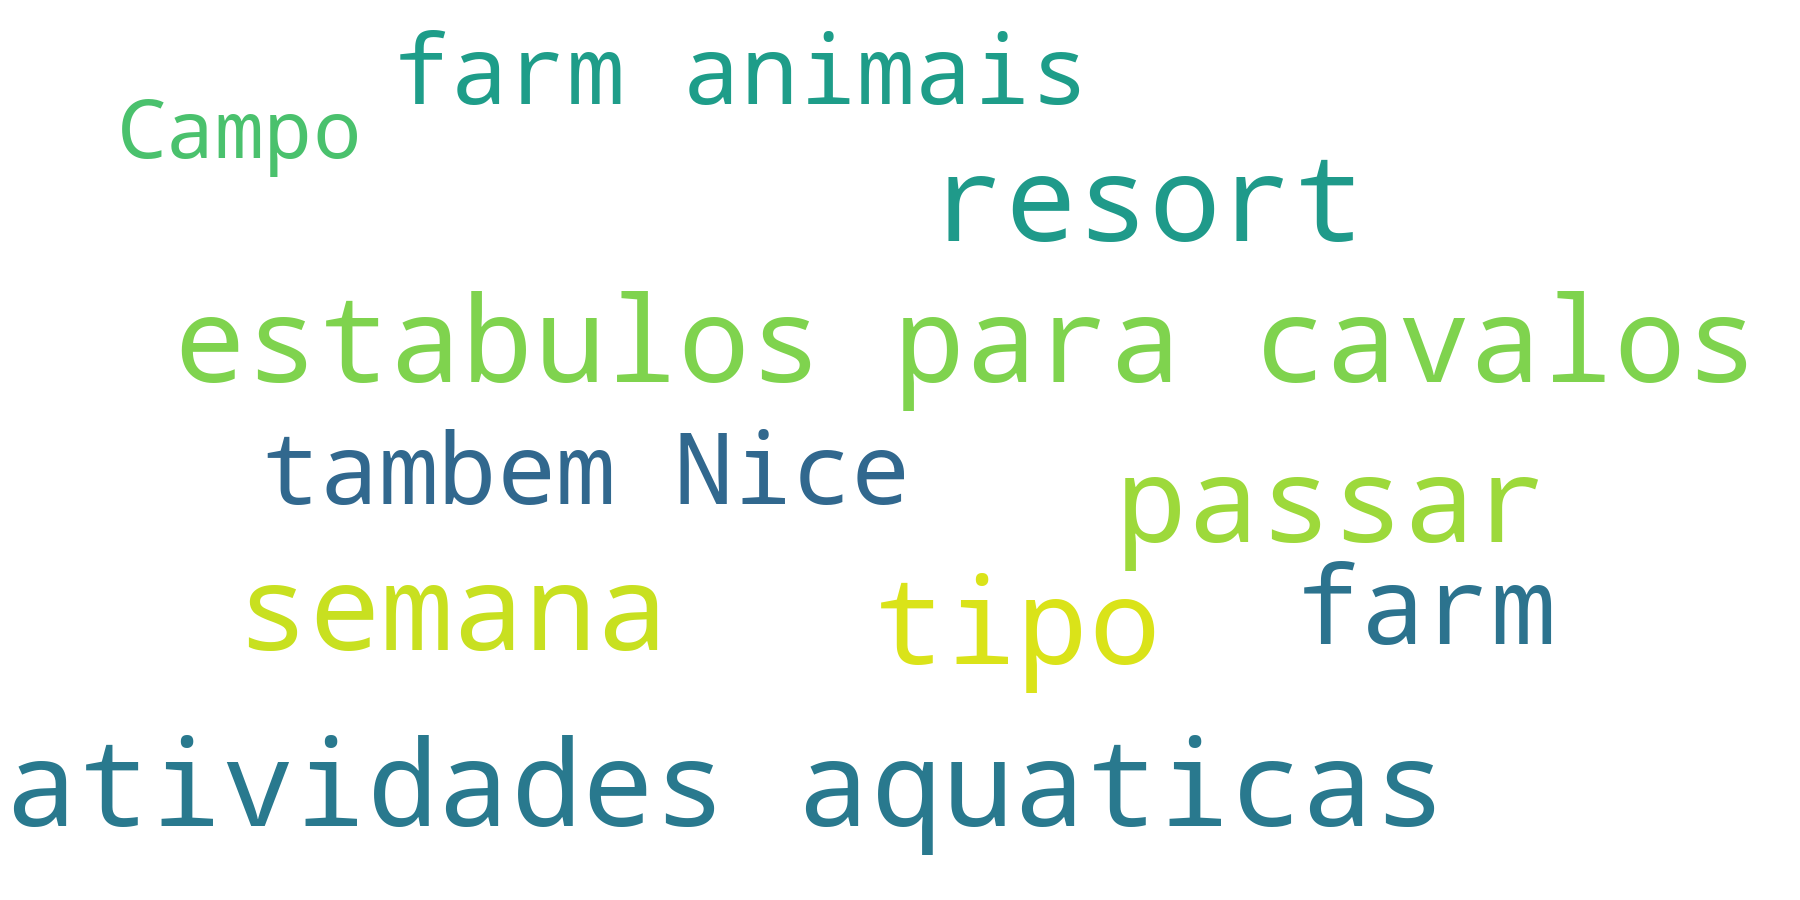 farm animais
Campo
resort
estabulos para cavalos
tambem Nice
passar
semana
tipo
farm
atividades aquaticas